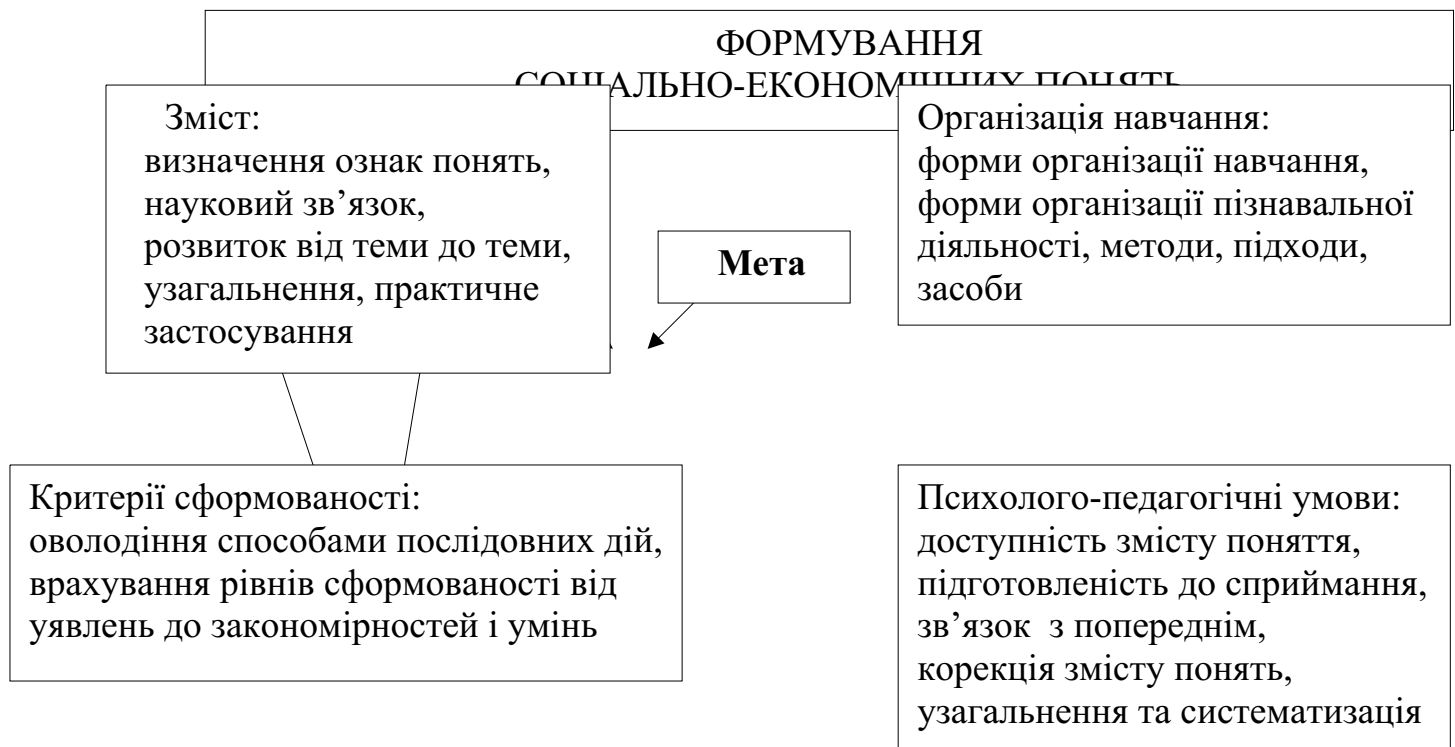 ФОРМУВАННЯ
СОЦІАЛЬНО-ЕКОНОМІЧНИХ ПОНЯТЬ
Зміст:
визначення ознак понять,
науковий зв’язок,
розвиток від теми до теми,
узагальнення, практичне
застосування
Мета
Організація навчання:
форми організації навчання,
форми організації пізнавальної
діяльності, методи, підходи,
засоби
Критерії сформованості:
оволодіння способами послідовних дій,
врахування рівнів сформованості від
уявлень до закономірностей і умінь
Психолого-педагогічні умови:
доступність змісту поняття,
підготовленість до сприймання,
зв’язок з попереднім,
корекція змісту понять,
узагальнення та систематизація